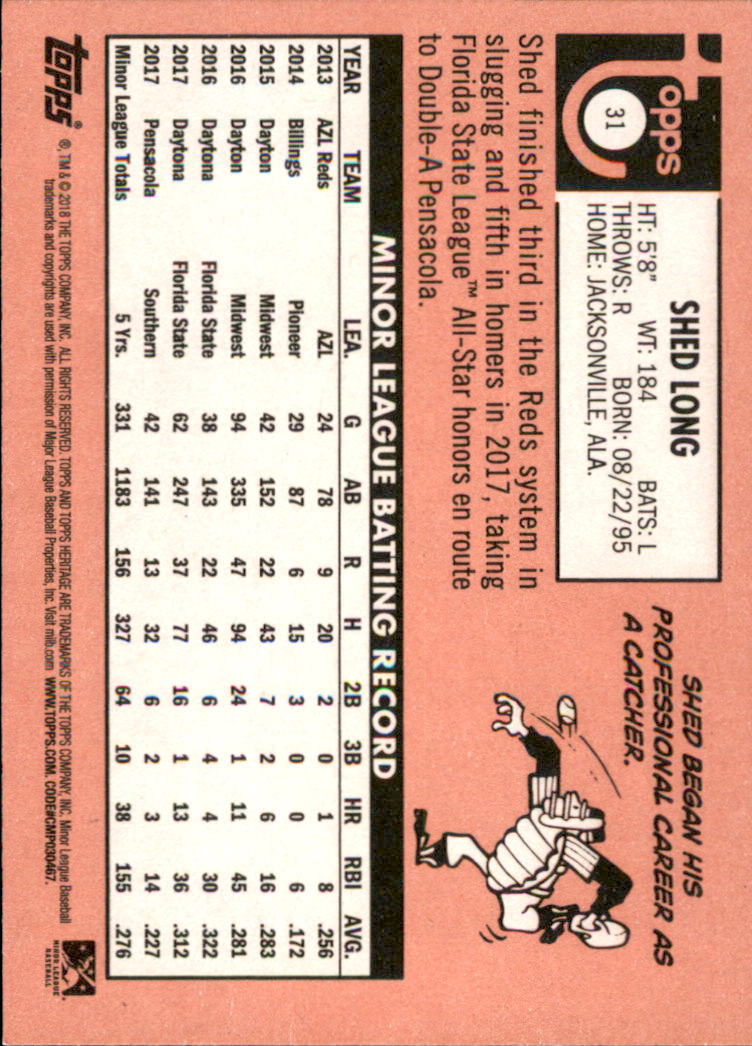 Topps
31
SHED LONG
HT: 5'8" WT: 184 BATS: L
THROWS: R BORN: 08/22/95
HOME: JACKSONVILLE, ALA.
SHED BEGAN HIS
PROFESSIONAL CAREER AS
A CATCHER.
Shed finished third in the Reds system in
slugging and fifth in homers in 2017, taking
Florida State League™ All-Star honors en route
to Double-A Pensacola.
MINOR LEAGUE BATTING RECORD
YEAR TEAM LEA. G AB R H 2B 3B HR RBI AVG.
2013 AZL Reds AZL 24 78 9 20 2 0 1 8 .256
2014 Billings Pioneer 29 87 6 15 3 0 0 6 .172
2015 Dayton Midwest 42 152 22 43 7 2 6 16 .283
2016 Dayton Midwest 94 335 47 94 24 1 11 45 .281
2016 Daytona Florida State 38 143 22 46 6 4 4 30 .322
2017 Daytona Florida State 62 247 37 77 16 1 13 36 .312
2017 Pensacola Southern 42 141 13 32 6 2 3 14 .227
Minor League Totals 5 Yrs. 331 1183 156 327 64 10 38 155 .276
topps®
®, TM & © 2018 THE TOPPS COMPANY, INC. ALL RIGHTS RESERVED. TOPPS AND TOPPS HERITAGE ARE TRADEMARKS OF THE TOPPS COMPANY, INC. Minor League Baseball
trademarks and copyrights are used with permission of Major League Baseball Properties, Inc. Visit milb.com WWW.TOPPS.COM. CODE#CMP030467.
MINOR LEAGUE
BASEBALL